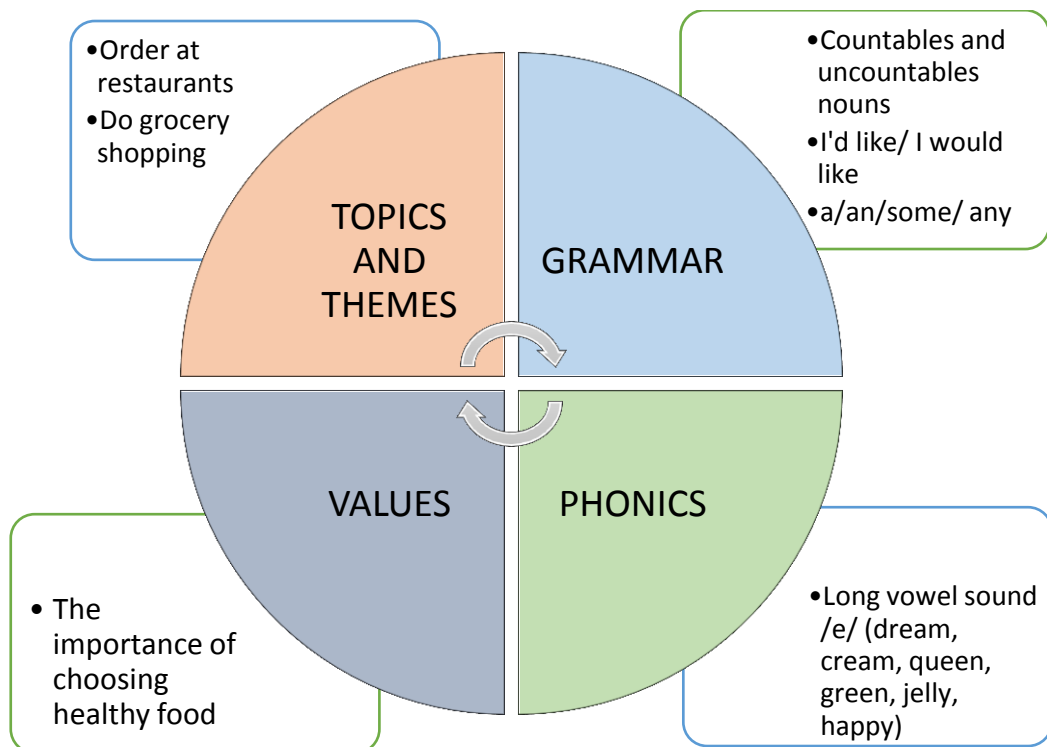 •Order at
restaurants
•Do grocery
shopping
TOPICS
AND
THEMES
•Countables and
uncountables
nouns
•I'd like/ I would
like
•a/an/some/ any
GRAMMAR
VALUES
• The
importance of
choosing
healthy food
PHONICS
•Long vowel sound
/e/ (dream,
cream, queen,
green, jelly,
happy)